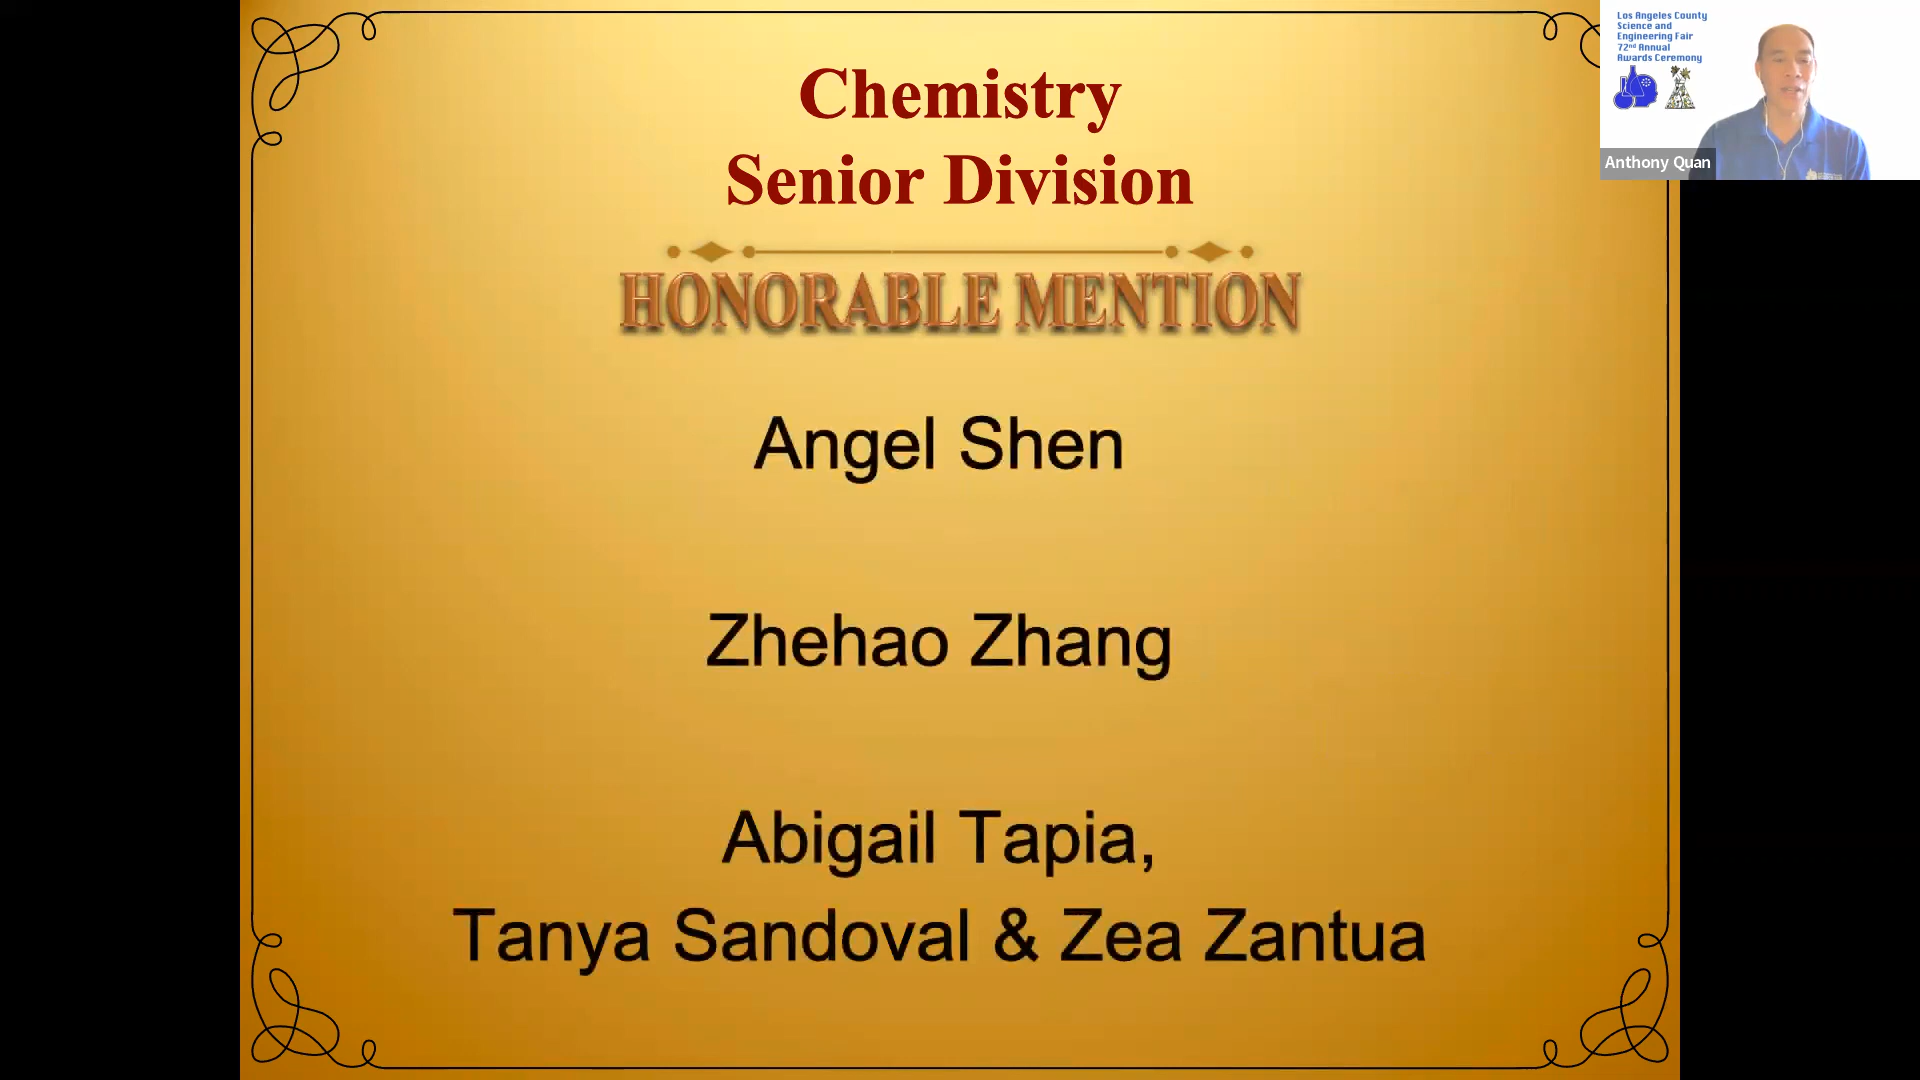 Chemistry
Senior Division
HONORABLE MENTION
Angel Shen
Zhehao Zhang
Abigail Tapia,
Tanya Sandoval & Zea Zantua
Los Angeles County
Science and
Engineering Fair
72nd Annual
Awards Ceremony
Anthony Quan